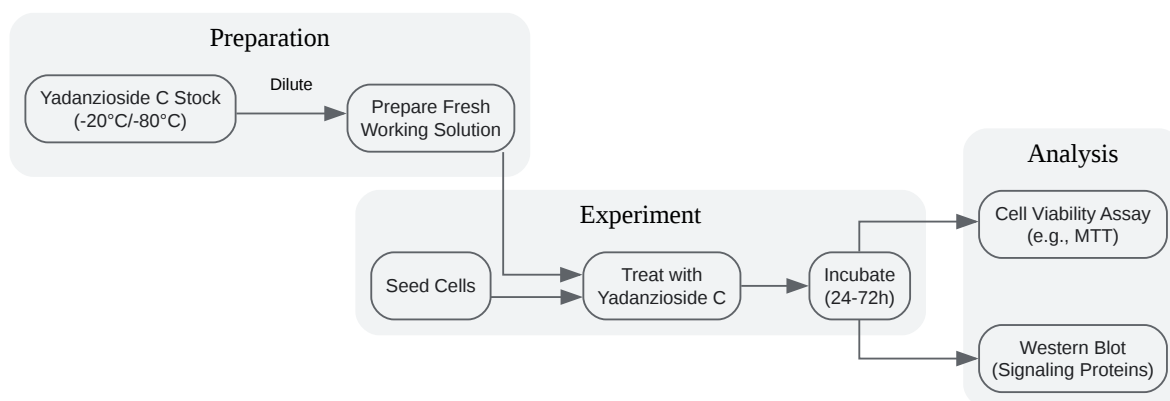 Preparation
Yadanzioside C Stock
(-20°C/-80°C)
Dilute
Prepare Fresh
Working Solution
Experiment
Seed Cells
Treat with
Yadanzioside C
Incubate
(24-72h)
Analysis
Cell Viability Assay
(e.g., MTT)
Western Blot
(Signaling Proteins)